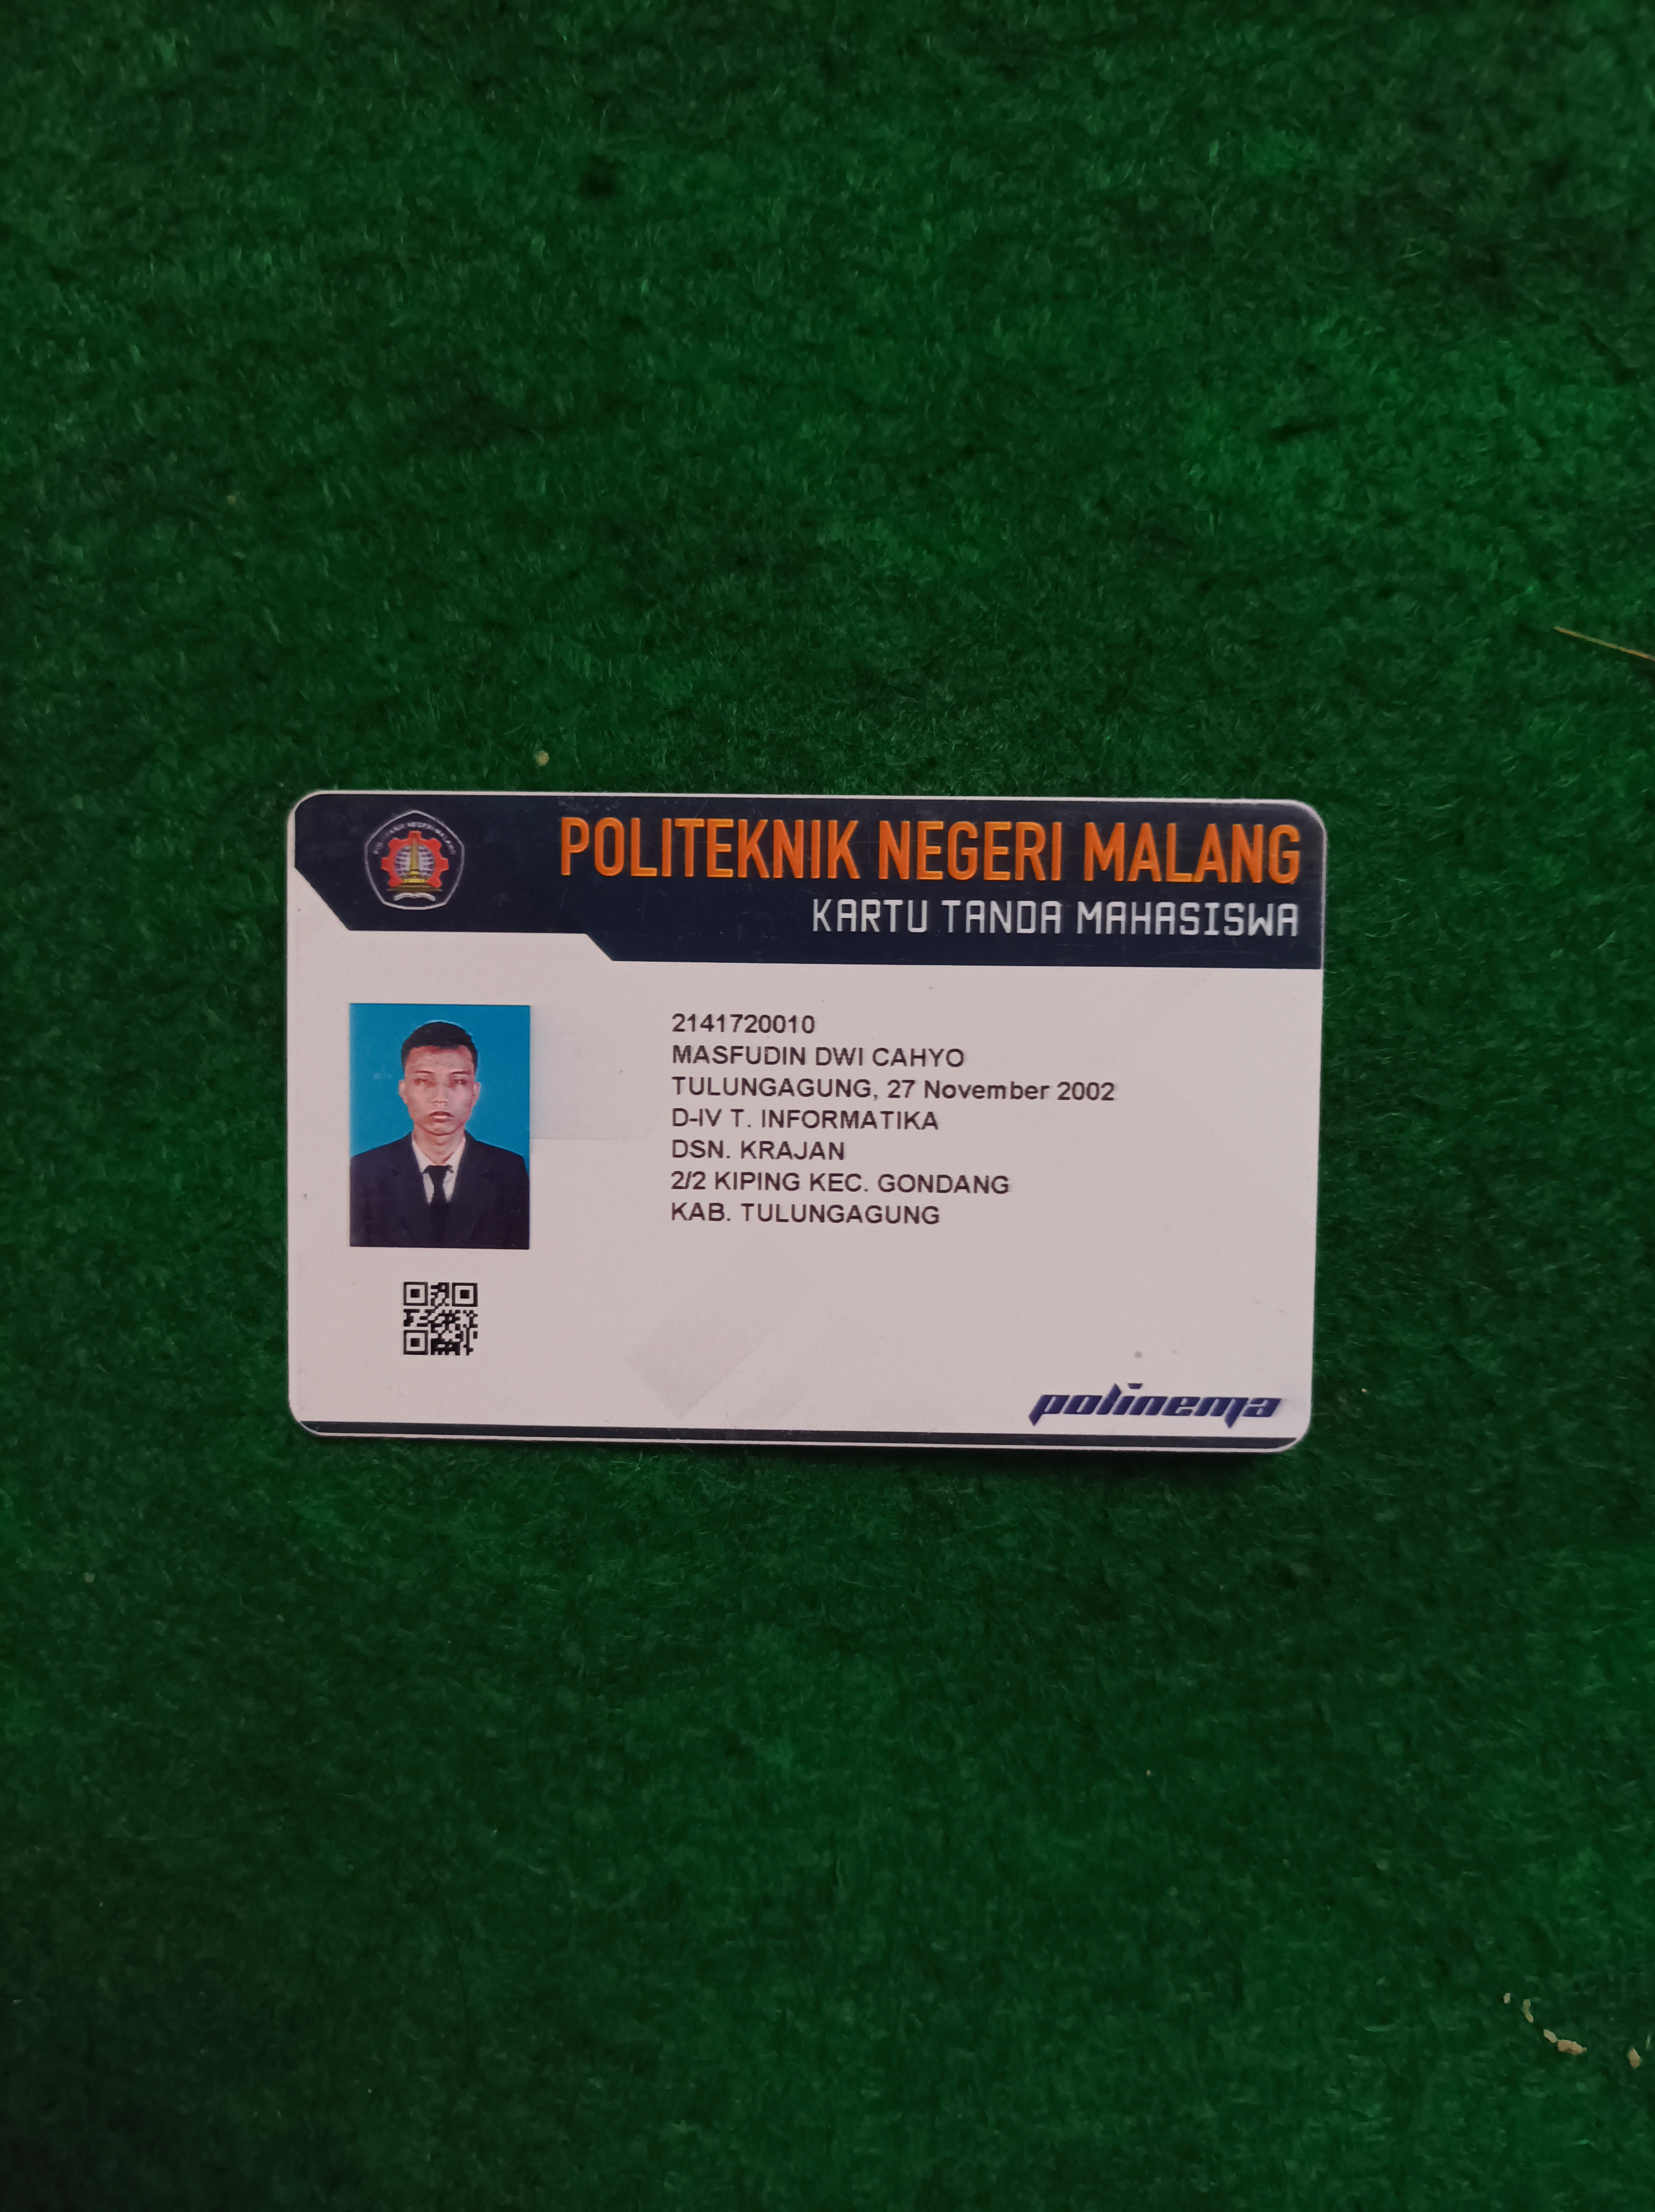 POLITEKNIK NEGERI MALANG
KARTU TANDA MAHASISWA
2141720010
MASFUDIN DWI CAHYO
TULUNGAGUNG, 27 November 2002
D-IV T. INFORMATIKA
DSN. KRAJAN
2/2 KIPING KEC. GONDANG
KAB. TULUNGAGUNG
polinema